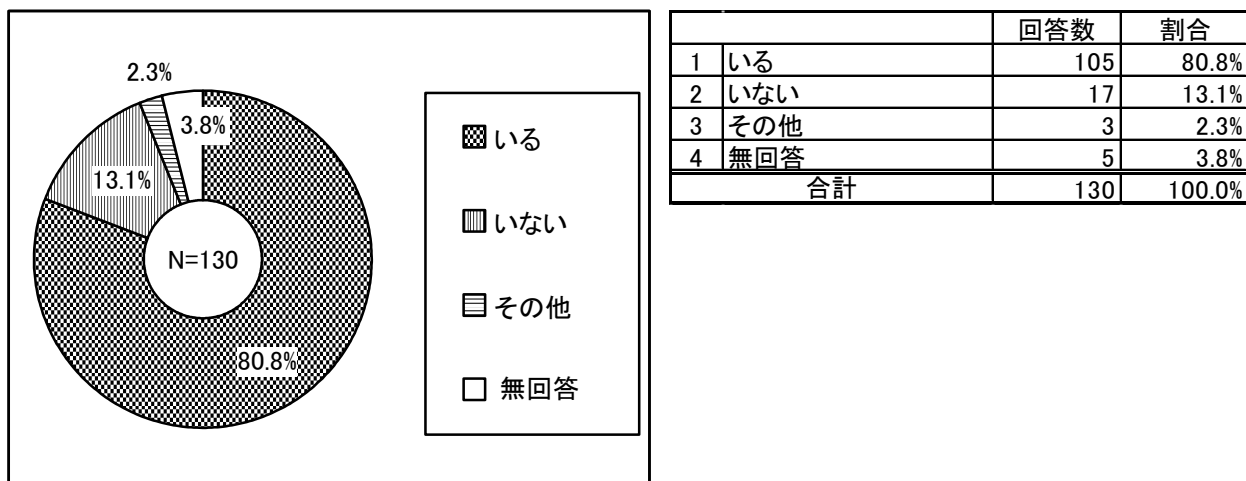 2.3%
3.8%
13.1%
N=130
80.8%
いる
いない
その他
無回答
回答数 割合
1 いる 105 80.8%
2 いない 17 13.1%
3 その他 3 2.3%
4 無回答 5 3.8%
合計 130 100.0%